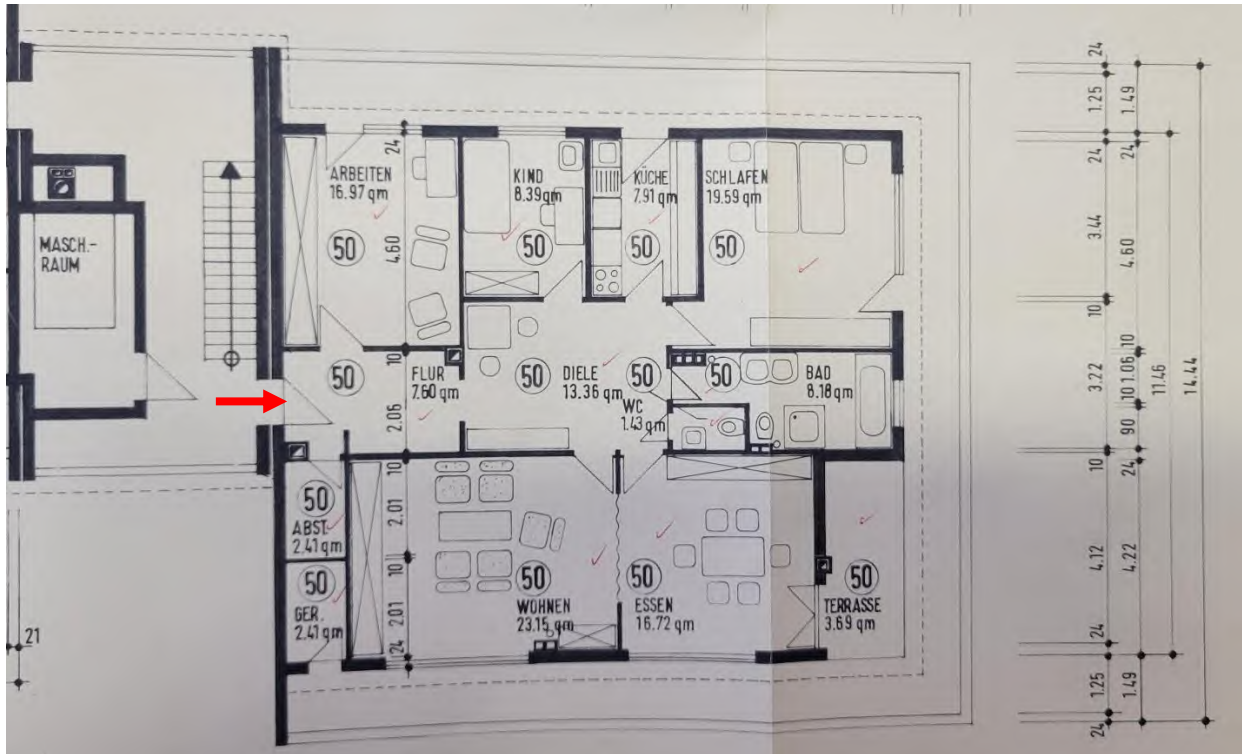 MASCH.-
RAUM
ARBEITEN
16.97 qm
50
24
4.60
KIND
8.39qm
50
KÜCHE
7.91 qm
50
SCHLAFEN
19.59 qm
50
50
10
FLUR
7.60 qm
2.06
50
DIELE
13.36 qm
50
WC
1.43 qm
50
BAD
8.18 qm
50
ABST.
2.41 qm
50
GER.
2.41 qm
10
2.01
10
2.01
24
50
WOHNEN
23.15 qm
50
ESSEN
16.72 qm
50
TERRASSE
3.69 qm
21
24
1.25
24
3.44
10
3.22
10
4.12
24
1.25
24
1.49
24
4.60
10
1.06
10
90
24
4.22
1.49
11.46
14.44